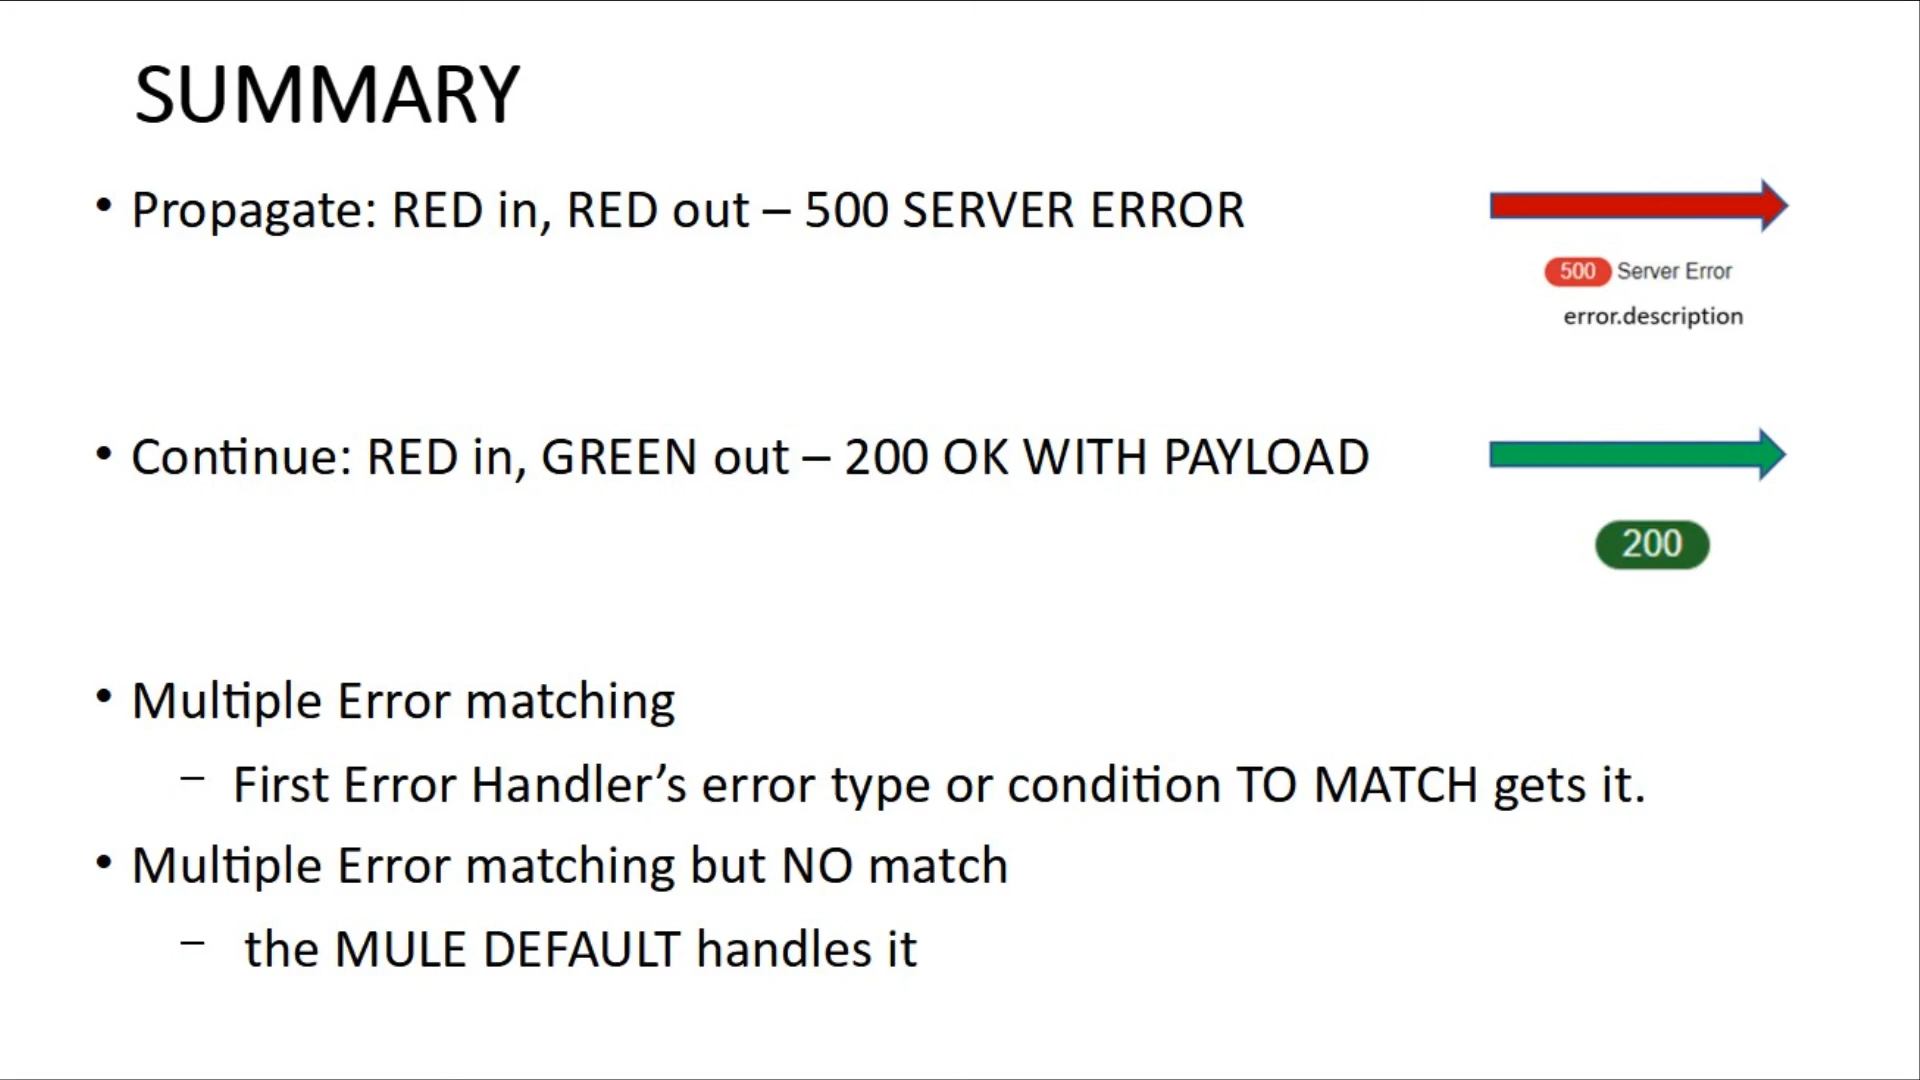 SUMMARY
• Propagate: RED in, RED out – 500 SERVER ERROR
500 Server Error
error.description
• Continue: RED in, GREEN out – 200 OK WITH PAYLOAD
200
• Multiple Error matching
– First Error Handler’s error type or condition TO MATCH gets it.
• Multiple Error matching but NO match
– the MULE DEFAULT handles it